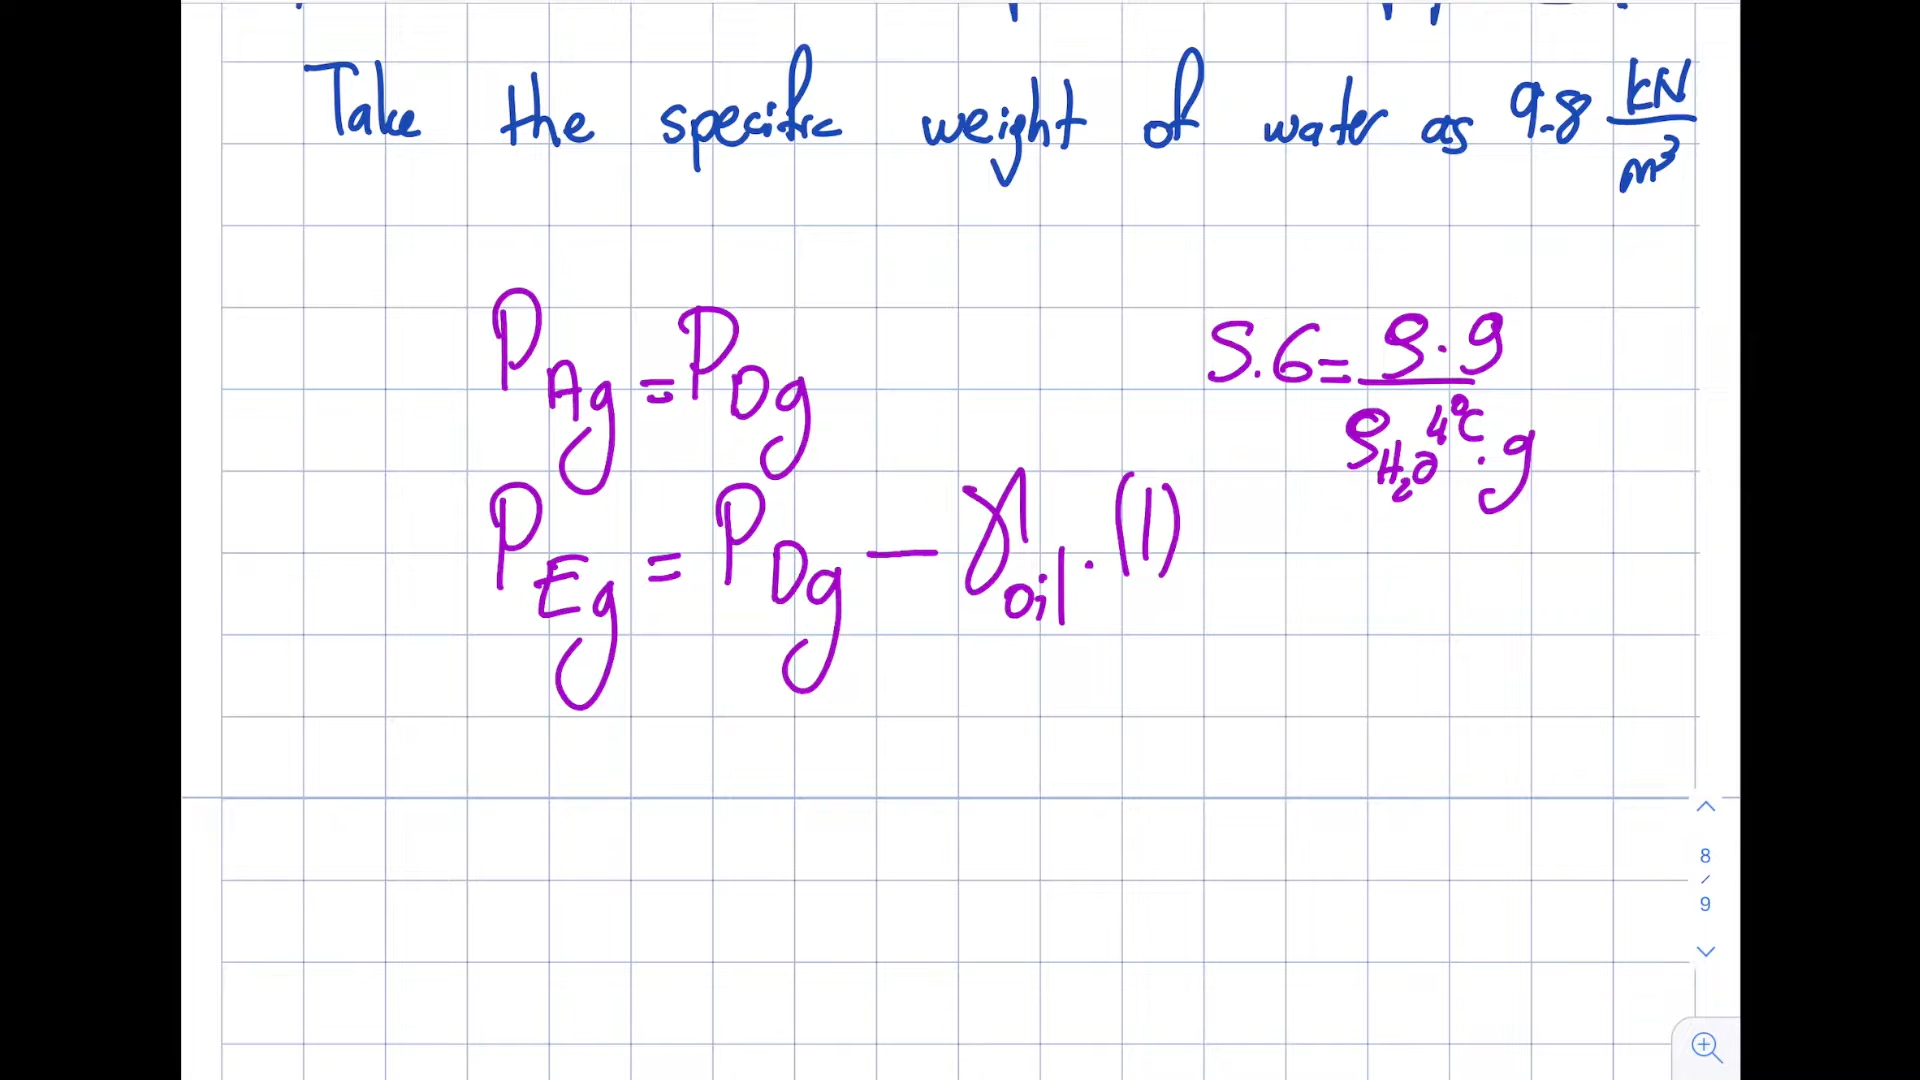 Take the specific weight of water as 9.8 kN/m³
P_Ag = P_Dg
S.G = ρ·g / ρ_H₂O 4°C · g
P_Eg = P_Dg — γ_oil · (1)
8
/
9